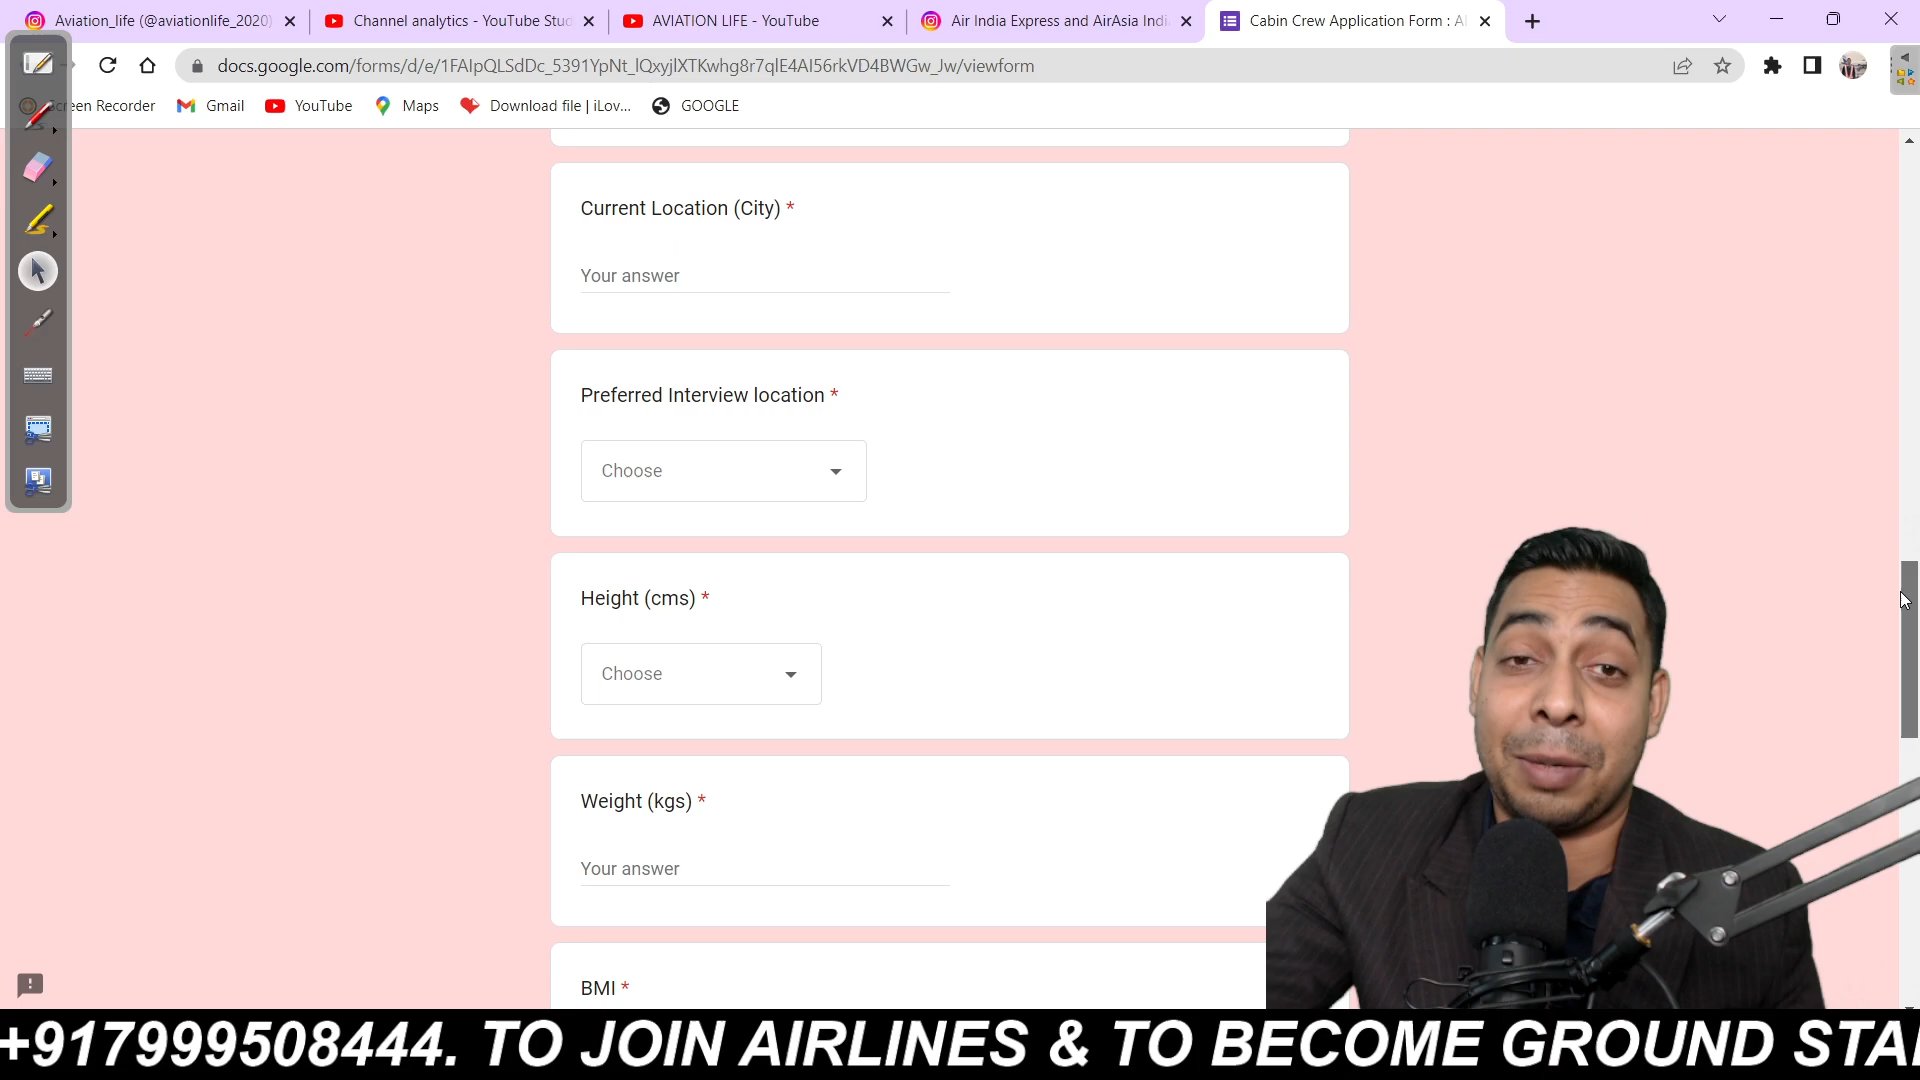 Aviation_life (@aviationlife_2020)
Channel analytics - YouTube Stud
AVIATION LIFE - YouTube
Air India Express and AirAsia Indi
Cabin Crew Application Form : AI
docs.google.com/forms/d/e/1FAIpQLSdDc_5391YpNt_lQxyjlXTKwhg8r7qlE4AI56rkVD4BWGw_Jw/viewform
een Recorder
Gmail
YouTube
Maps
Download file | iLov...
GOOGLE
Current Location (City) *
Your answer
Preferred Interview location *
Choose
Height (cms) *
Choose
Weight (kgs) *
Your answer
BMI *
+917999508444. TO JOIN AIRLINES & TO BECOME GROUND STA